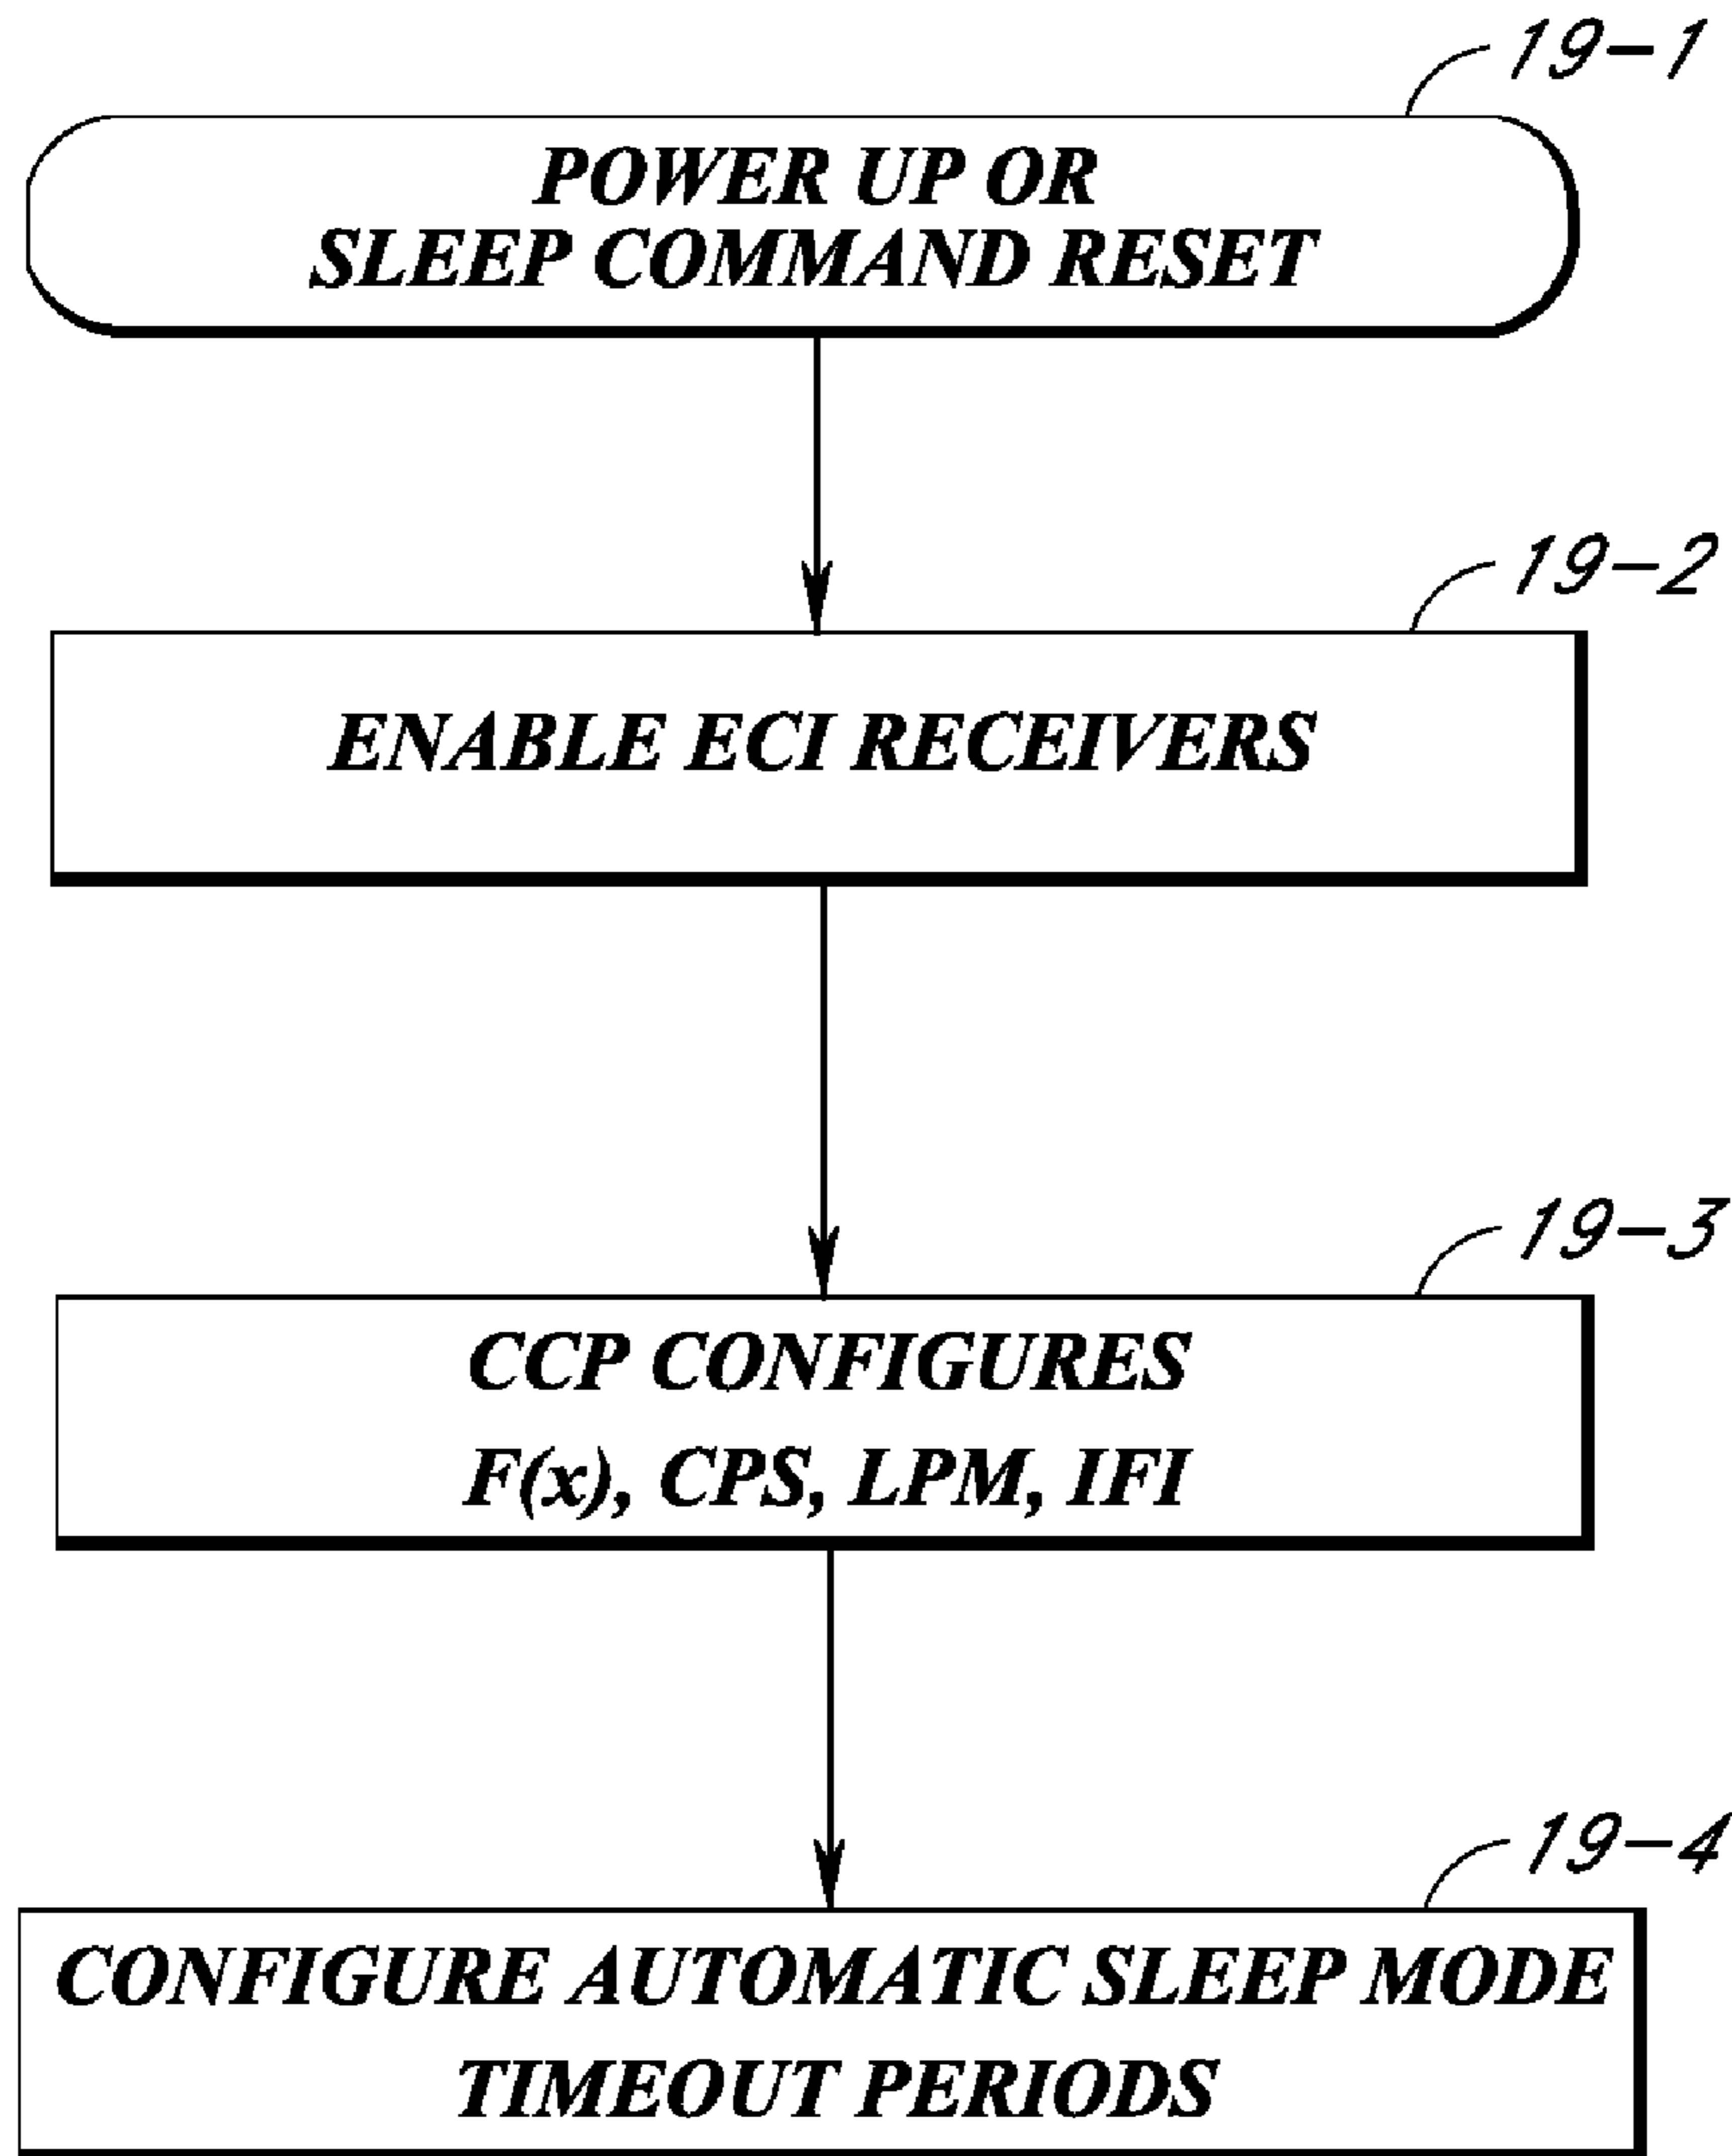 19-1
POWER UP OR
SLEEP COMMAND RESET
19-2
ENABLE ECI RECEIVERS
19-3
CCP CONFIGURES
F(x), CPS, LPM, IFI
19-4
CONFIGURE AUTOMATIC SLEEP MODE
TIMEOUT PERIODS